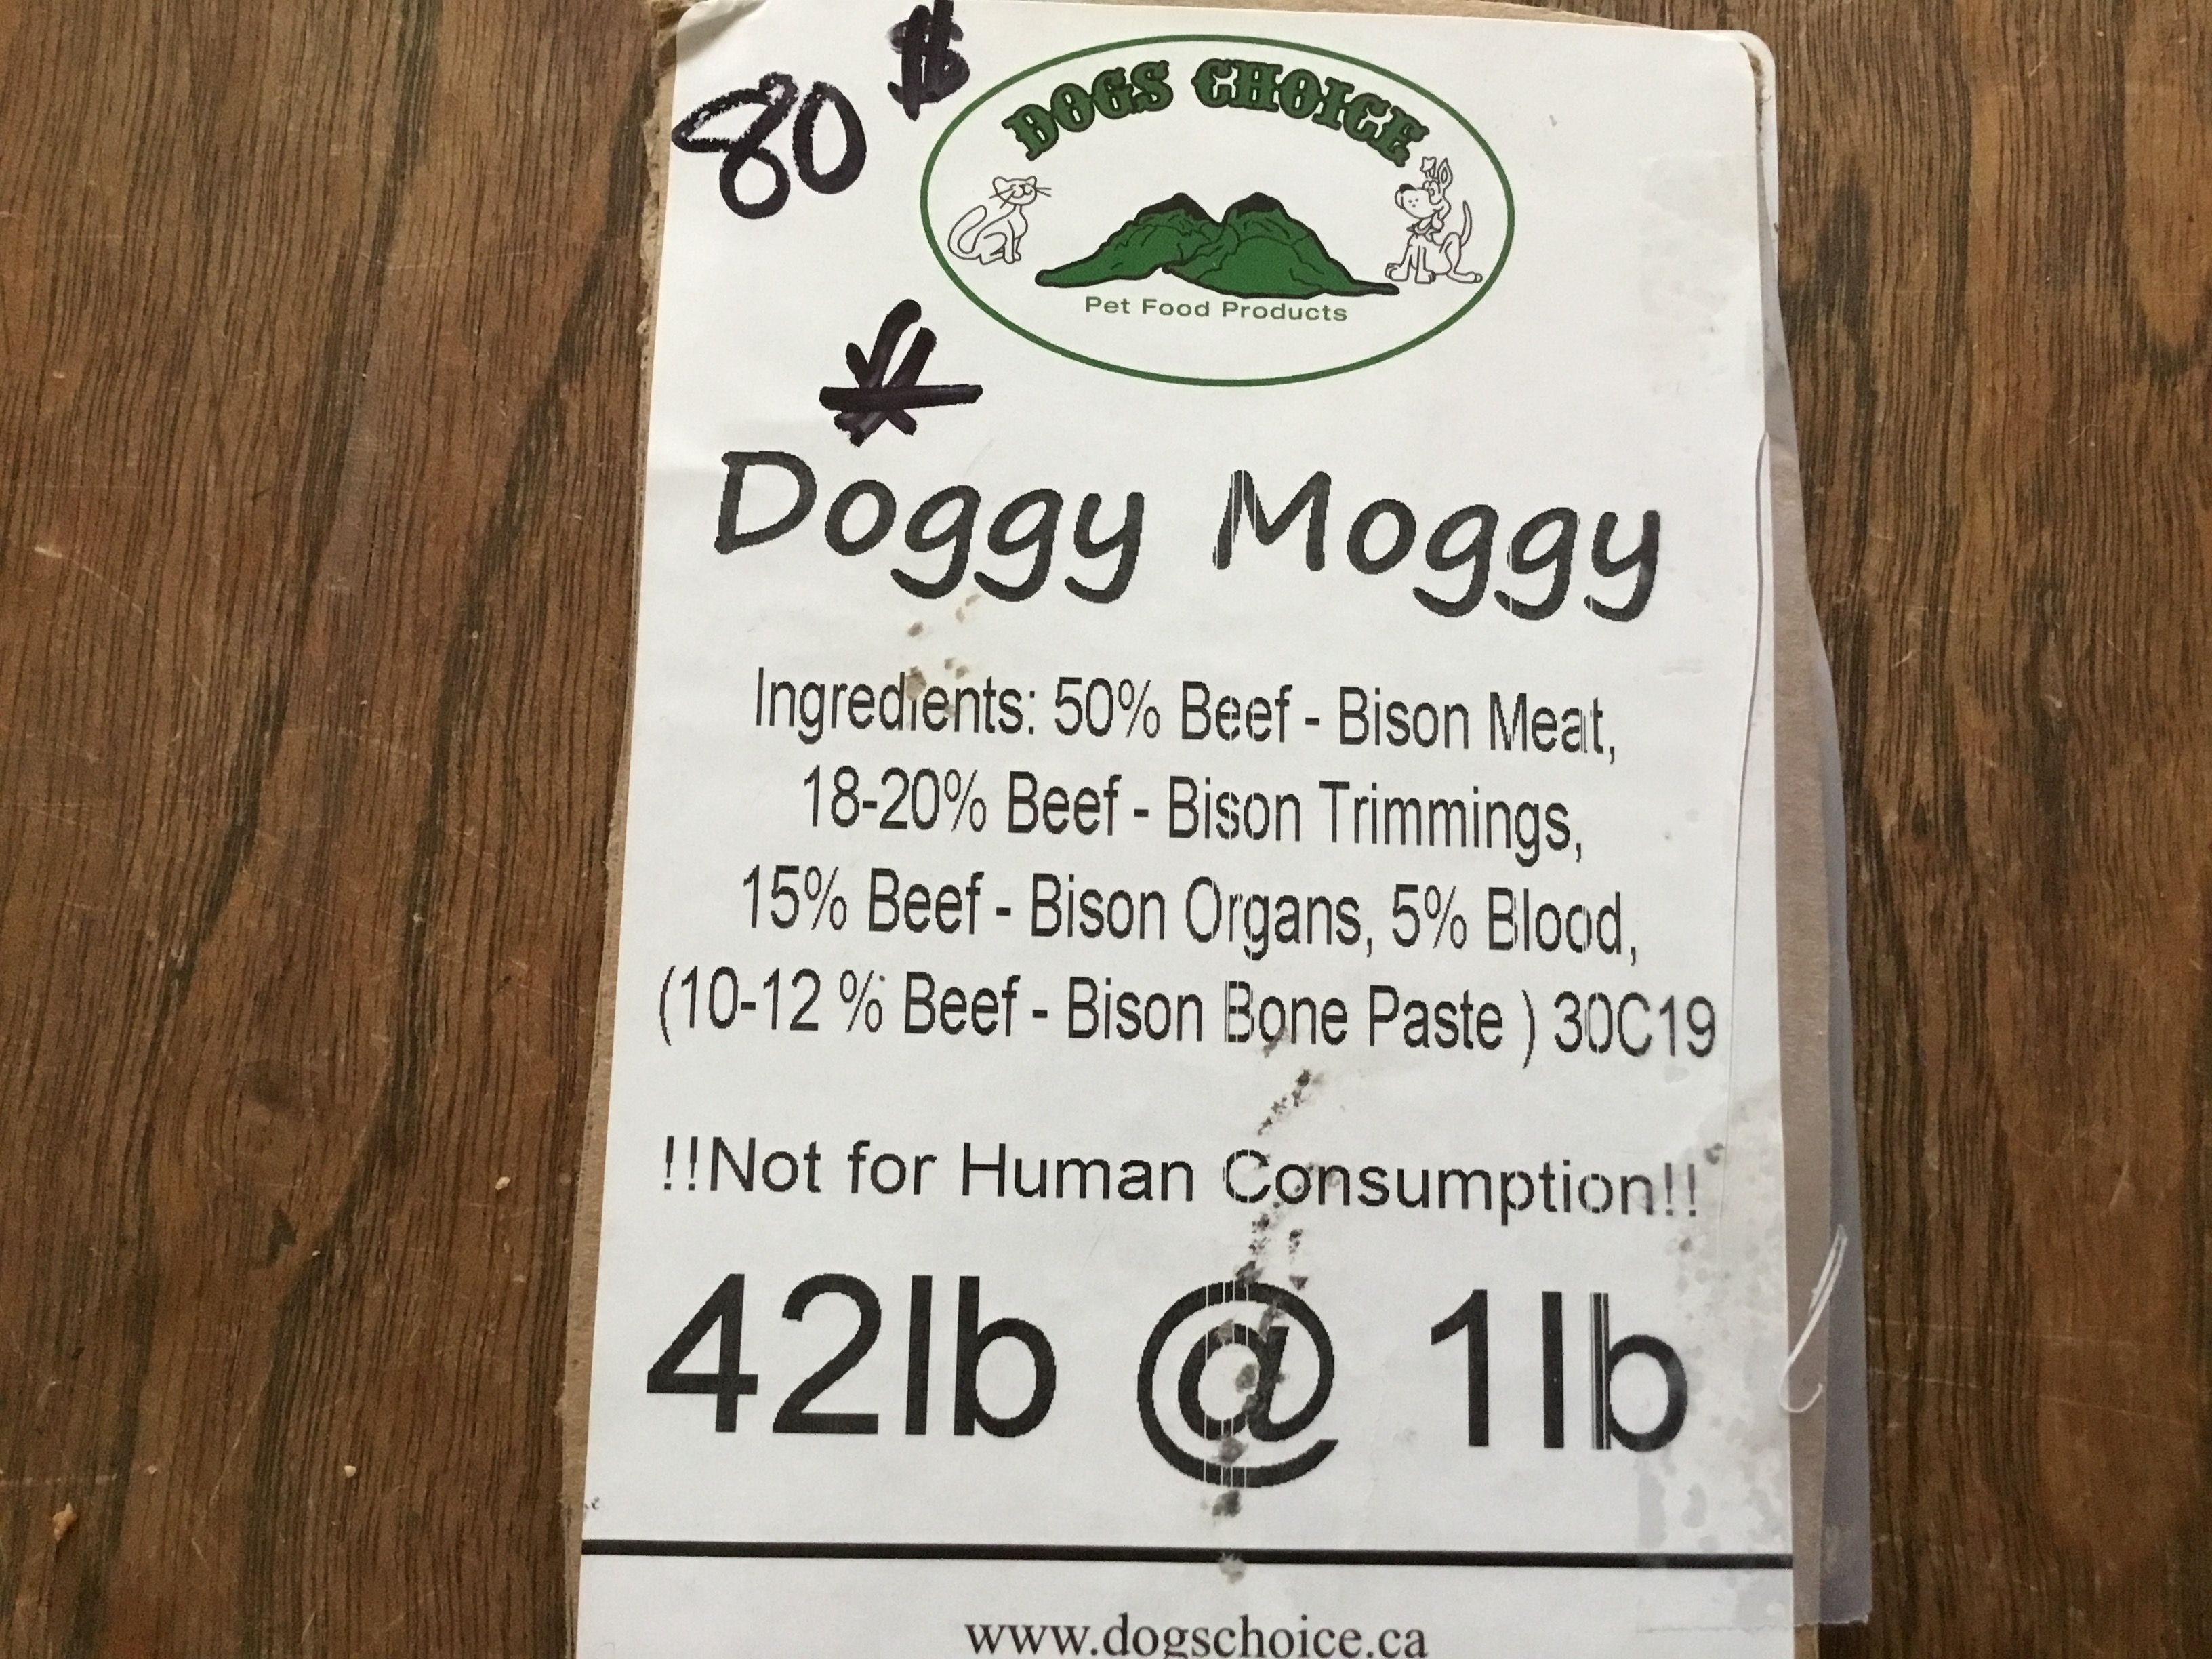 80 $
DOGS CHOICE
Pet Food Products
Doggy Moggy
Ingredients: 50% Beef - Bison Meat,
18-20% Beef - Bison Trimmings,
15% Beef - Bison Organs, 5% Blood,
(10-12 % Beef - Bison Bone Paste ) 30C19
!!Not for Human Consumption!!
42lb @ 1lb
www.dogschoice.ca